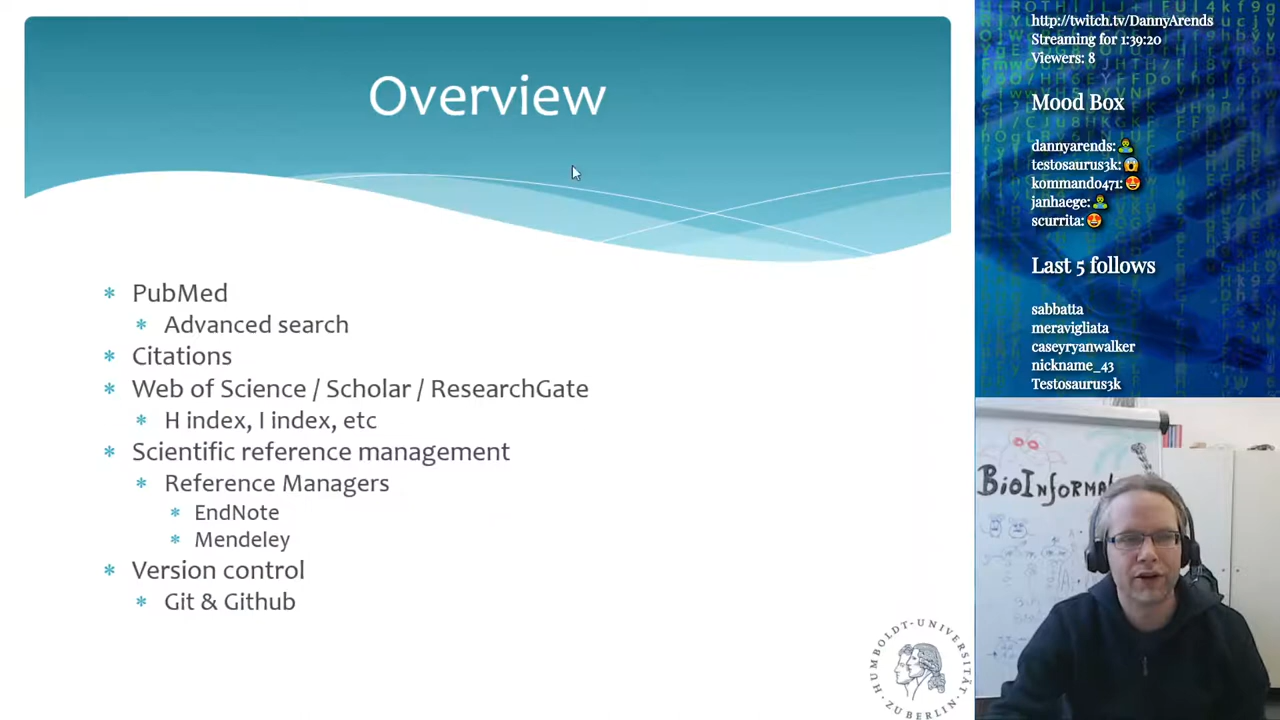 Overview
PubMed
Advanced search
Citations
Web of Science / Scholar / ResearchGate
H index, I index, etc
Scientific reference management
Reference Managers
EndNote
Mendeley
Version control
Git & Github
HUMBOLDT-UNIVERSITÄT ZU BERLIN
http://twitch.tv/DannyArends
Streaming for 1:39:20
Viewers: 8
Mood Box
dannyarends:
testosaurus3k:
kommando471:
janhaege:
scurrita:
Last 5 follows
sabbatta
meravigliata
caseyryanwalker
nickname_43
Testosaurus3k